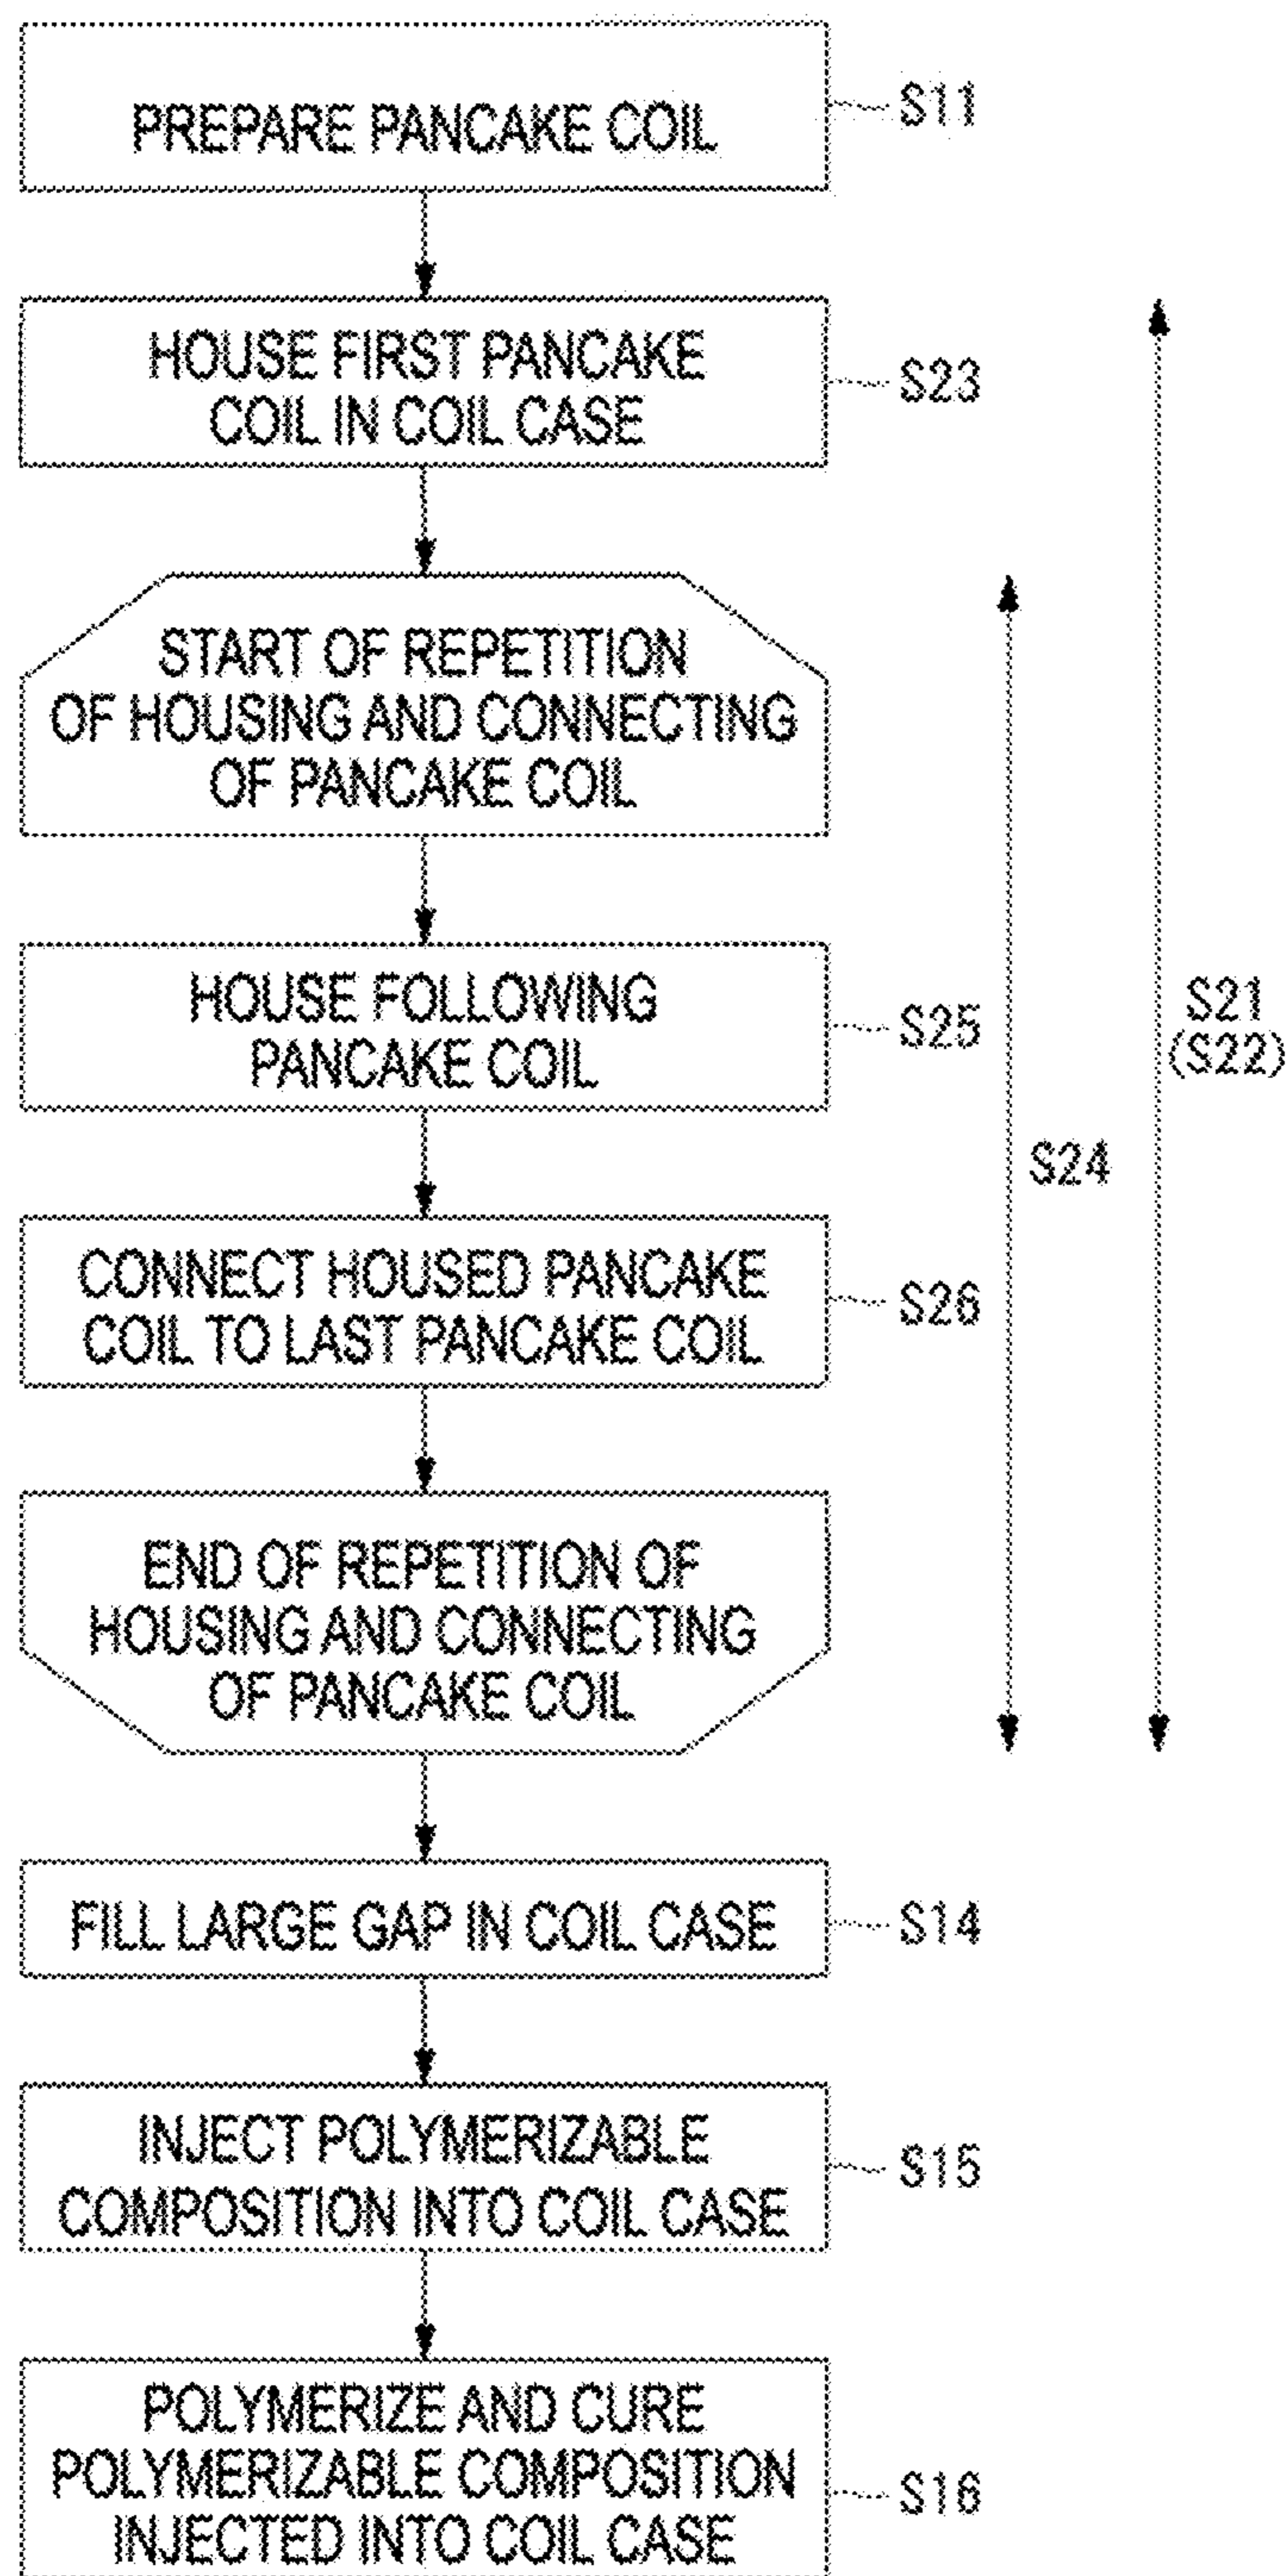 PREPARE PANCAKE COIL
S11
HOUSE FIRST PANCAKE
COIL IN COIL CASE
S23
START OF REPETITION
OF HOUSING AND CONNECTING
OF PANCAKE COIL
HOUSE FOLLOWING
PANCAKE COIL
S25
S21
(S22)
S24
CONNECT HOUSED PANCAKE
COIL TO LAST PANCAKE COIL
S26
END OF REPETITION OF
HOUSING AND CONNECTING
OF PANCAKE COIL
FILL LARGE GAP IN COIL CASE
S14
INJECT POLYMERIZABLE
COMPOSITION INTO COIL CASE
S15
POLYMERIZE AND CURE
POLYMERIZABLE COMPOSITION
INJECTED INTO COIL CASE
S16